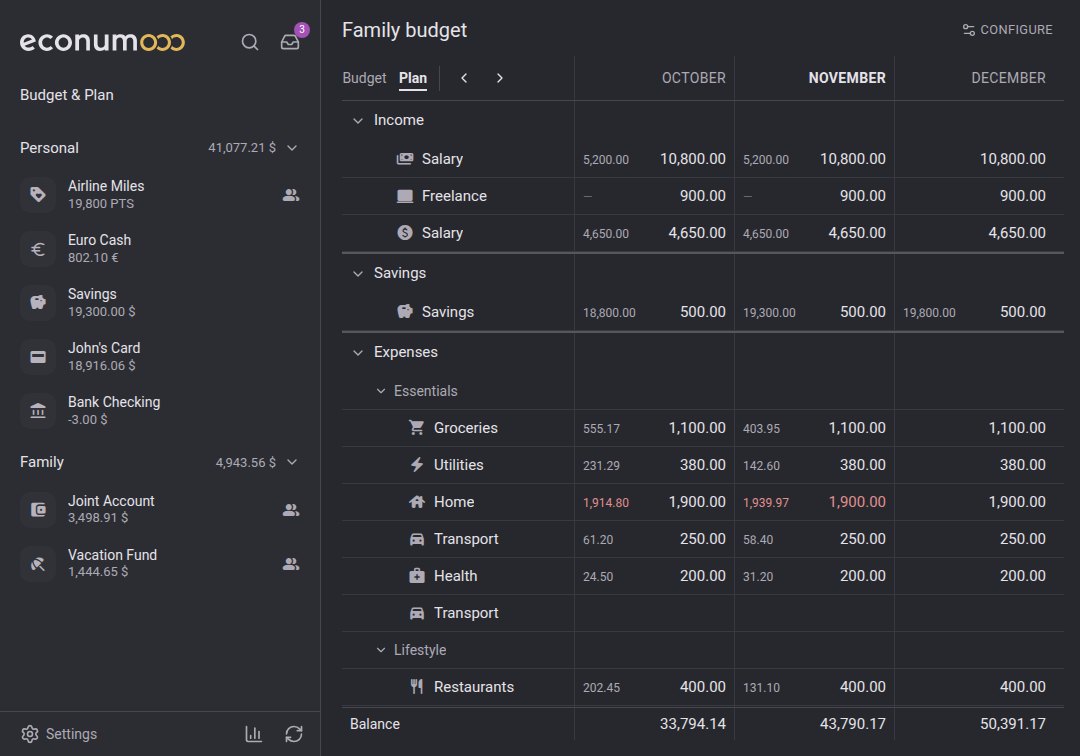 econumo
3
Budget & Plan
Personal 41,077.21 $
Airline Miles
19,800 PTS
Euro Cash
802.10 €
Savings
19,300.00 $
John's Card
18,916.06 $
Bank Checking
-3.00 $
Family 4,943.56 $
Joint Account
3,498.91 $
Vacation Fund
1,444.65 $
Settings
Family budget CONFIGURE
Budget Plan OCTOBER NOVEMBER DECEMBER
Income
Salary 5,200.00 10,800.00 5,200.00 10,800.00 10,800.00
Freelance – 900.00 – 900.00 900.00
Salary 4,650.00 4,650.00 4,650.00 4,650.00 4,650.00
Savings
Savings 18,800.00 500.00 19,300.00 500.00 19,800.00 500.00
Expenses
Essentials
Groceries 555.17 1,100.00 403.95 1,100.00 1,100.00
Utilities 231.29 380.00 142.60 380.00 380.00
Home 1,914.80 1,900.00 1,939.97 1,900.00 1,900.00
Transport 61.20 250.00 58.40 250.00 250.00
Health 24.50 200.00 31.20 200.00 200.00
Transport
Lifestyle
Restaurants 202.45 400.00 131.10 400.00 400.00
Balance 33,794.14 43,790.17 50,391.17